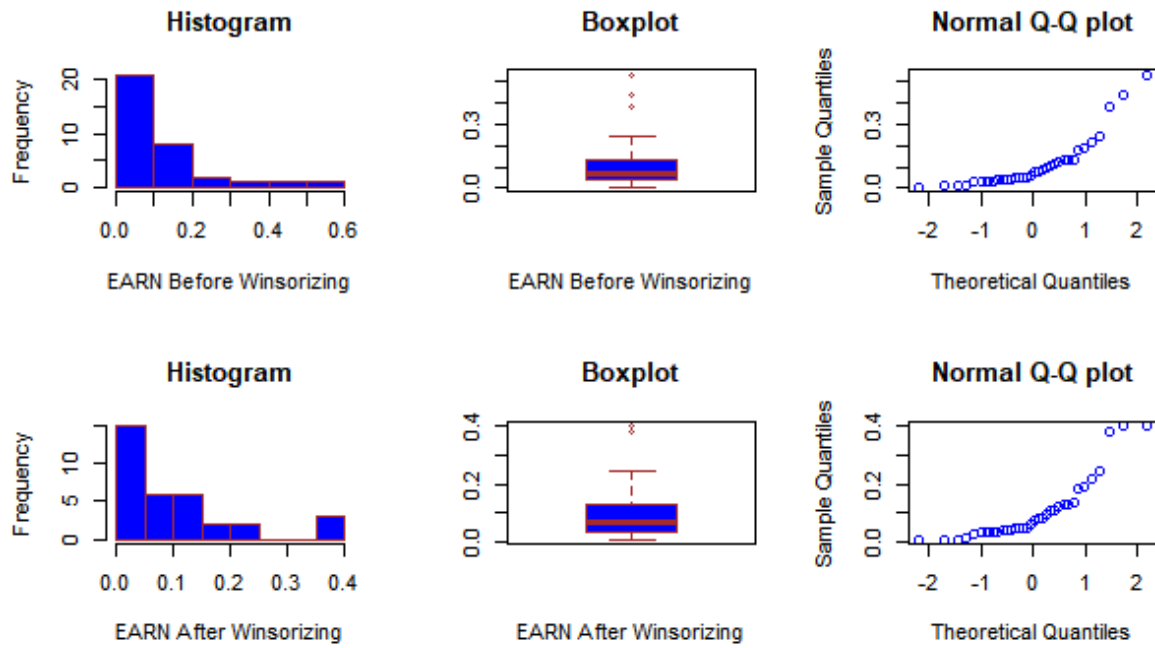 Histogram
Frequency
20
10
0
0.0 0.2 0.4 0.6
EARN Before Winsorizing
Boxplot
0.3
0.0
EARN Before Winsorizing
Normal Q-Q plot
Sample Quantiles
0.3
0.0
-2 -1 0 1 2
Theoretical Quantiles
Histogram
Frequency
10
5
0
0.0 0.1 0.2 0.3 0.4
EARN After Winsorizing
Boxplot
0.4
0.2
0.0
EARN After Winsorizing
Normal Q-Q plot
Sample Quantiles
0.4
0.2
0.0
-2 -1 0 1 2
Theoretical Quantiles